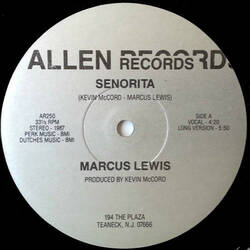 ALLEN RECORDS
RECORDS
SENORITA
(KEVIN McCORD - MARCUS LEWIS)
AR250
33⅓ RPM
STEREO - 1987
PERK MUSIC - BMI
DUTCHES MUSIC - BMI
SIDE A
VOCAL - 4:20
LONG VERSION - 5:50
MARCUS LEWIS
PRODUCED BY KEVIN McCORD
194 THE PLAZA
TEANECK, N.J. 07666